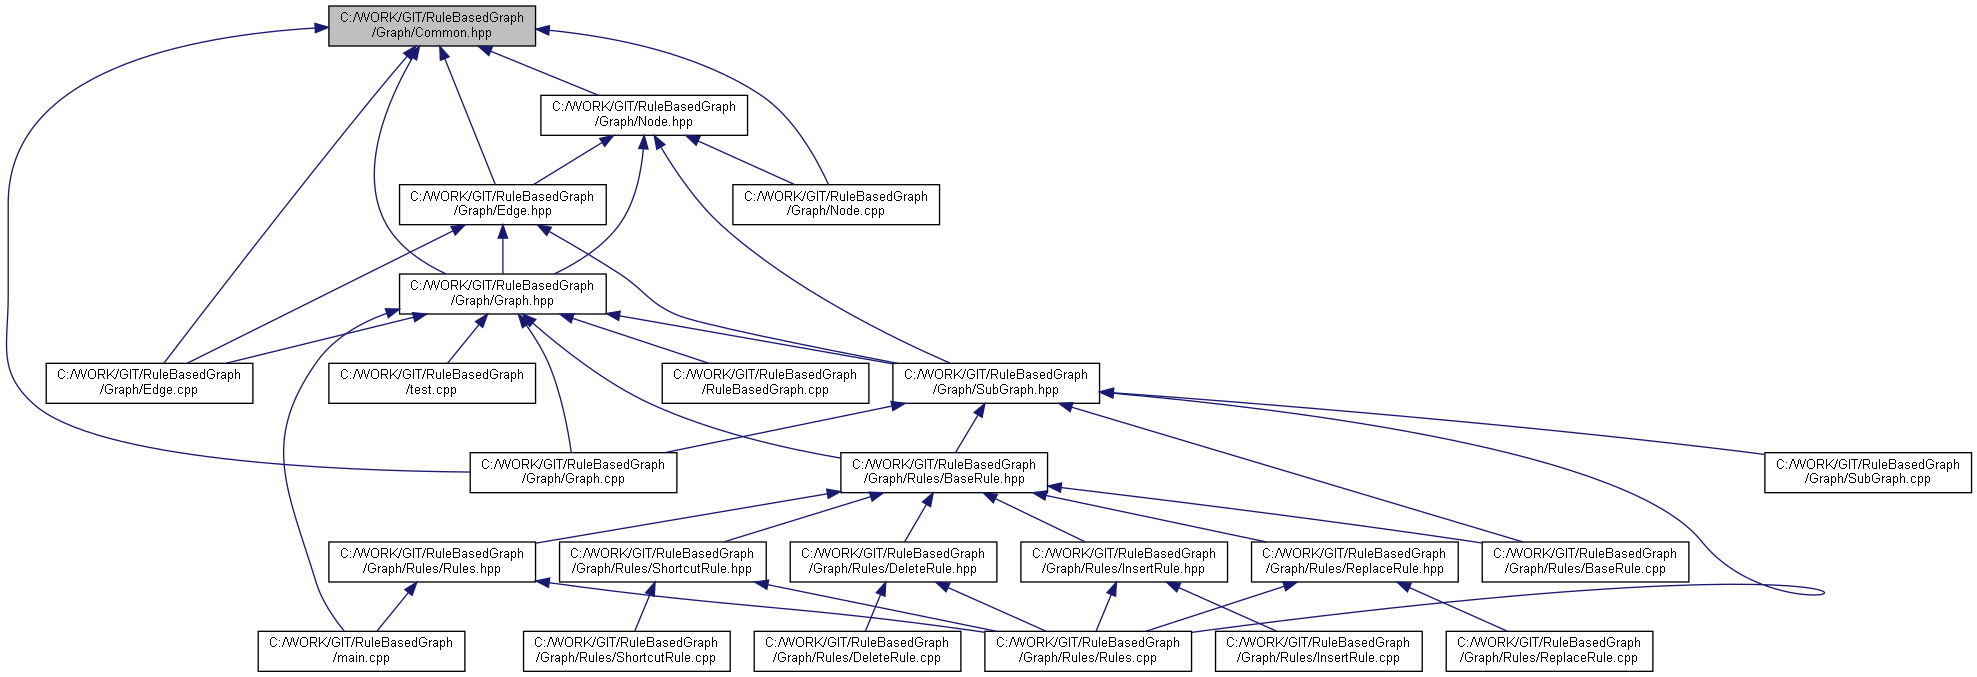 C:/WORK/GIT/RuleBasedGraph
/Graph/Common.hpp
C:/WORK/GIT/RuleBasedGraph
/Graph/Node.hpp
C:/WORK/GIT/RuleBasedGraph
/Graph/Edge.hpp
C:/WORK/GIT/RuleBasedGraph
/Graph/Node.cpp
C:/WORK/GIT/RuleBasedGraph
/Graph/Graph.hpp
C:/WORK/GIT/RuleBasedGraph
/Graph/Edge.cpp
C:/WORK/GIT/RuleBasedGraph
/test.cpp
C:/WORK/GIT/RuleBasedGraph
/RuleBasedGraph.cpp
C:/WORK/GIT/RuleBasedGraph
/Graph/SubGraph.hpp
C:/WORK/GIT/RuleBasedGraph
/Graph/Graph.cpp
C:/WORK/GIT/RuleBasedGraph
/Graph/Rules/BaseRule.hpp
C:/WORK/GIT/RuleBasedGraph
/Graph/SubGraph.cpp
C:/WORK/GIT/RuleBasedGraph
/Graph/Rules/Rules.hpp
C:/WORK/GIT/RuleBasedGraph
/Graph/Rules/ShortcutRule.hpp
C:/WORK/GIT/RuleBasedGraph
/Graph/Rules/DeleteRule.hpp
C:/WORK/GIT/RuleBasedGraph
/Graph/Rules/InsertRule.hpp
C:/WORK/GIT/RuleBasedGraph
/Graph/Rules/ReplaceRule.hpp
C:/WORK/GIT/RuleBasedGraph
/Graph/Rules/BaseRule.cpp
C:/WORK/GIT/RuleBasedGraph
/main.cpp
C:/WORK/GIT/RuleBasedGraph
/Graph/Rules/ShortcutRule.cpp
C:/WORK/GIT/RuleBasedGraph
/Graph/Rules/DeleteRule.cpp
C:/WORK/GIT/RuleBasedGraph
/Graph/Rules/Rules.cpp
C:/WORK/GIT/RuleBasedGraph
/Graph/Rules/InsertRule.cpp
C:/WORK/GIT/RuleBasedGraph
/Graph/Rules/ReplaceRule.cpp